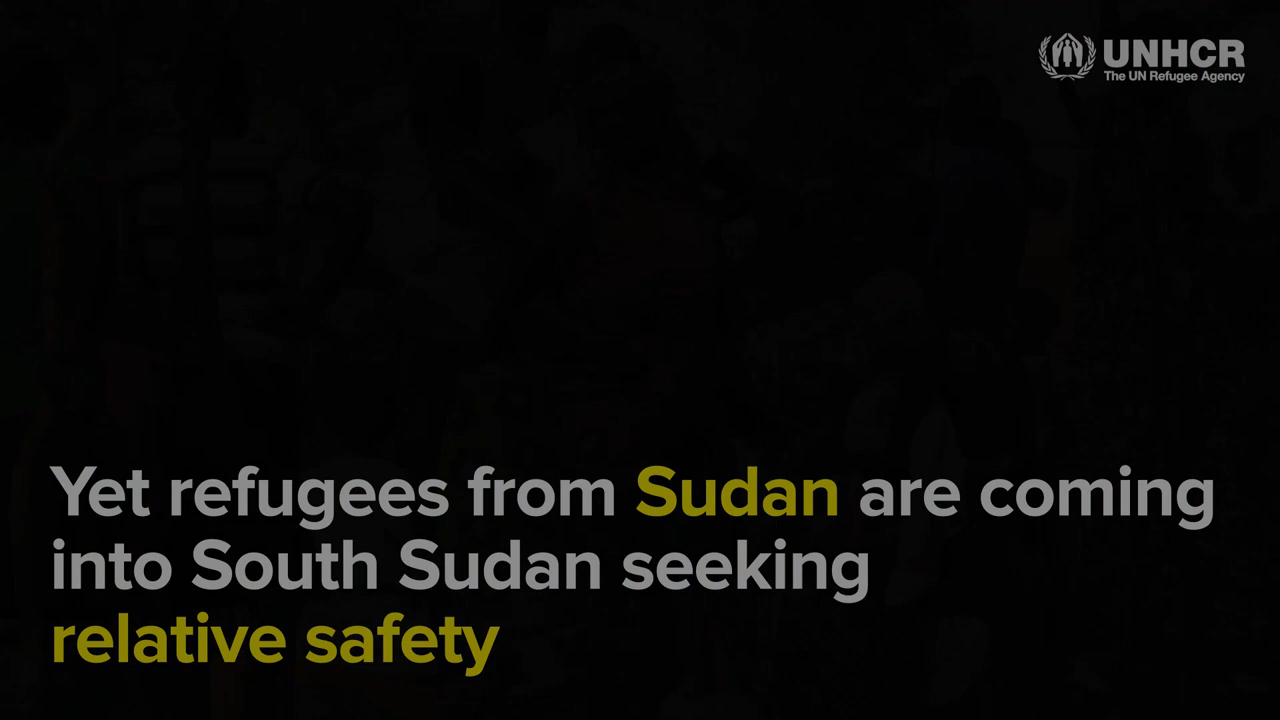 UNHCR
The UN Refugee Agency
Yet refugees from Sudan are coming
into South Sudan seeking
relative safety